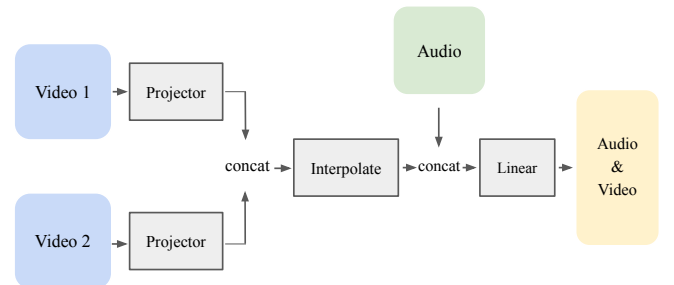 Audio
Video 1
Projector
concat
Interpolate
concat
Linear
Audio
&
Video
Video 2
Projector